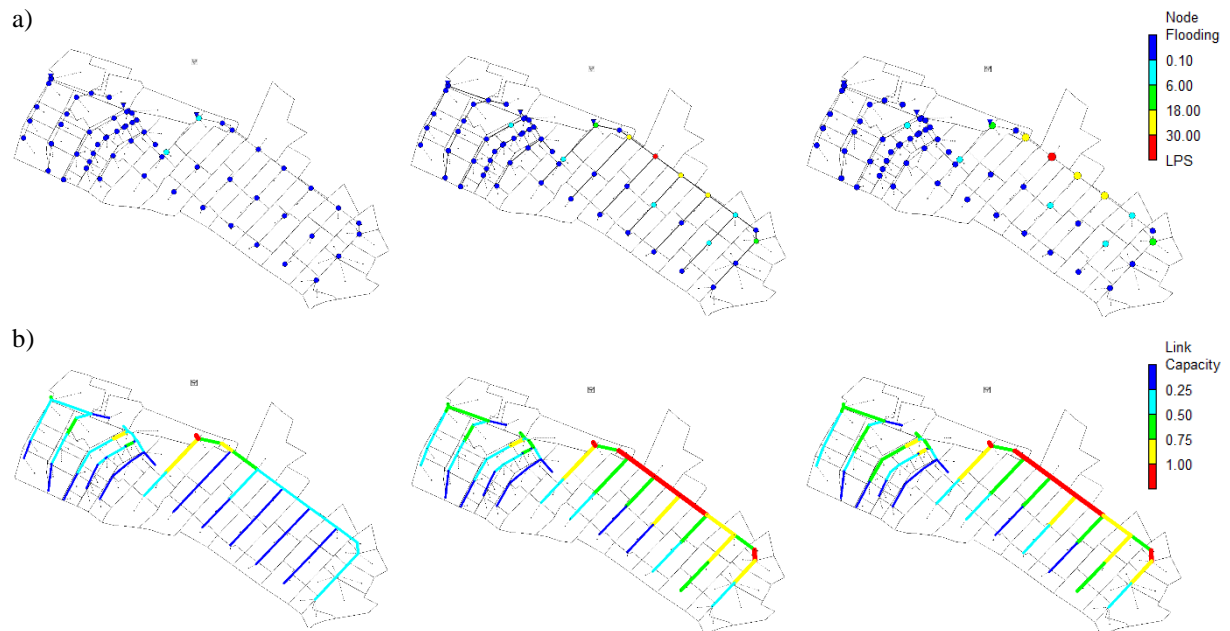 a)
Node
Flooding
0.10
6.00
18.00
30.00
LPS
b)
Link
Capacity
0.25
0.50
0.75
1.00